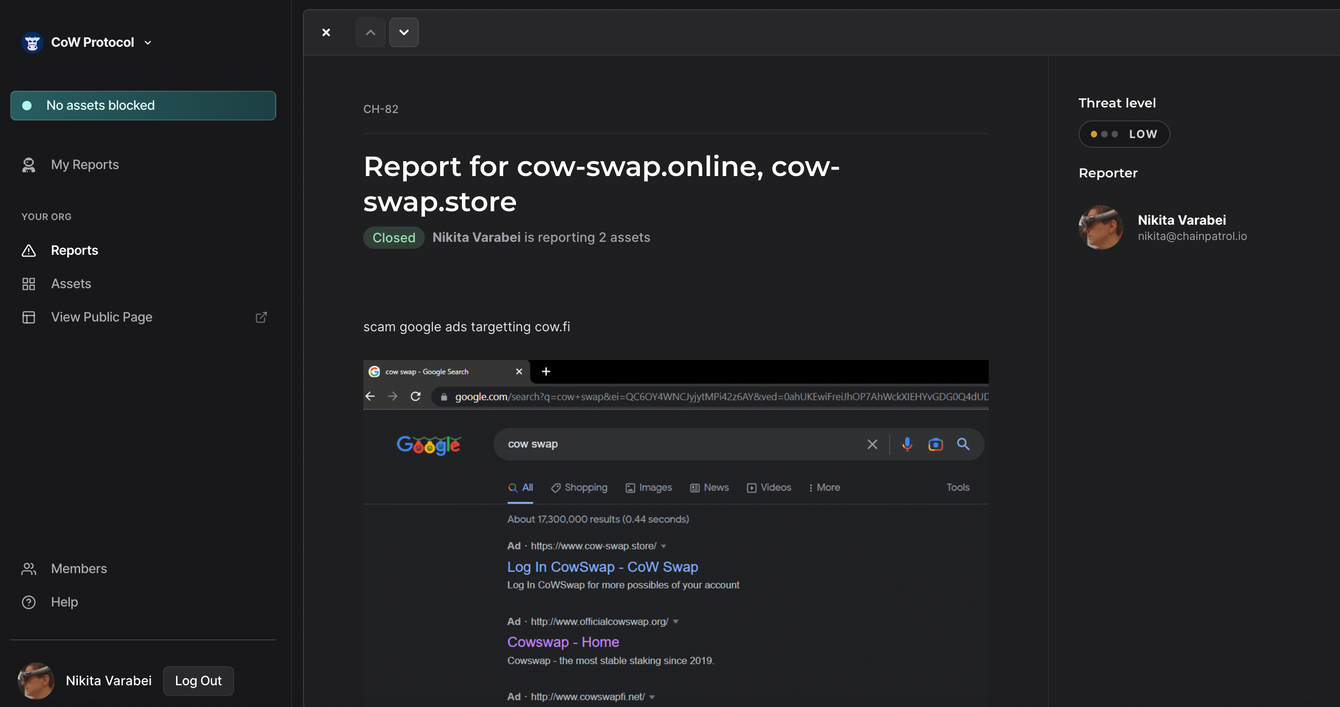 CoW Protocol
No assets blocked
My Reports
YOUR ORG
Reports
Assets
View Public Page
Members
Help
Nikita Varabei
Log Out
CH-82
Report for cow-swap.online, cow-
swap.store
Closed Nikita Varabei is reporting 2 assets
scam google ads targetting cow.fi
cow swap - Google Search
google.com/search?q=cow+swap&ei=QC6OY4WNCJyjytMPi42z6AY&ved=0ahUKEwiFreiJhOP7AhWckXIEHYvGDG0Q4dUD
Google
cow swap
All Shopping Images News Videos More Tools
About 17,300,000 results (0.44 seconds)
Ad · https://www.cow-swap.store/
Log In CowSwap - CoW Swap
Log In CoWSwap for more possibles of your account
Ad · http://www.officialcowswap.org/
Cowswap - Home
Cowswap - the most stable staking since 2019.
Ad · http://www.cowswapfi.net/
Threat level
LOW
Reporter
Nikita Varabei
nikita@chainpatrol.io